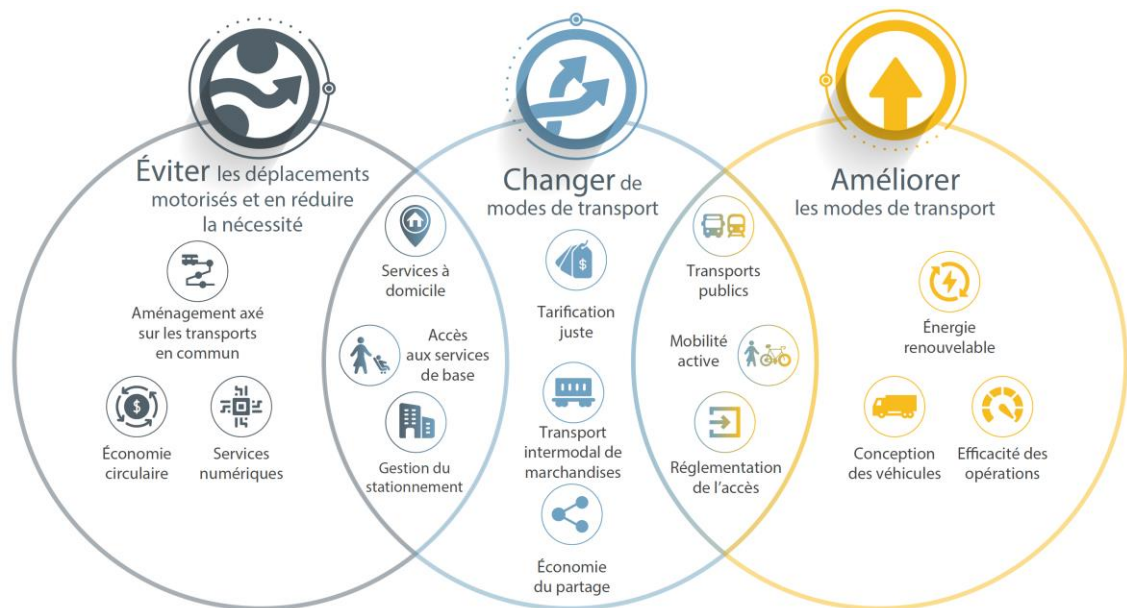 Éviter les déplacements
motorisés et en réduire
la nécessité
Aménagement axé
sur les transports
en commun
$
Économie
circulaire
Services
numériques
Services à
domicile
Accès
aux services
de base
Gestion du
stationnement
Changer de
modes de transport
$
Tarification
juste
Transport
intermodal de
marchandises
Économie
du partage
Transports
publics
Mobilité
active
Réglementation
de l'accès
Améliorer
les modes de transport
Énergie
renouvelable
Conception
des véhicules
Efficacité des
opérations